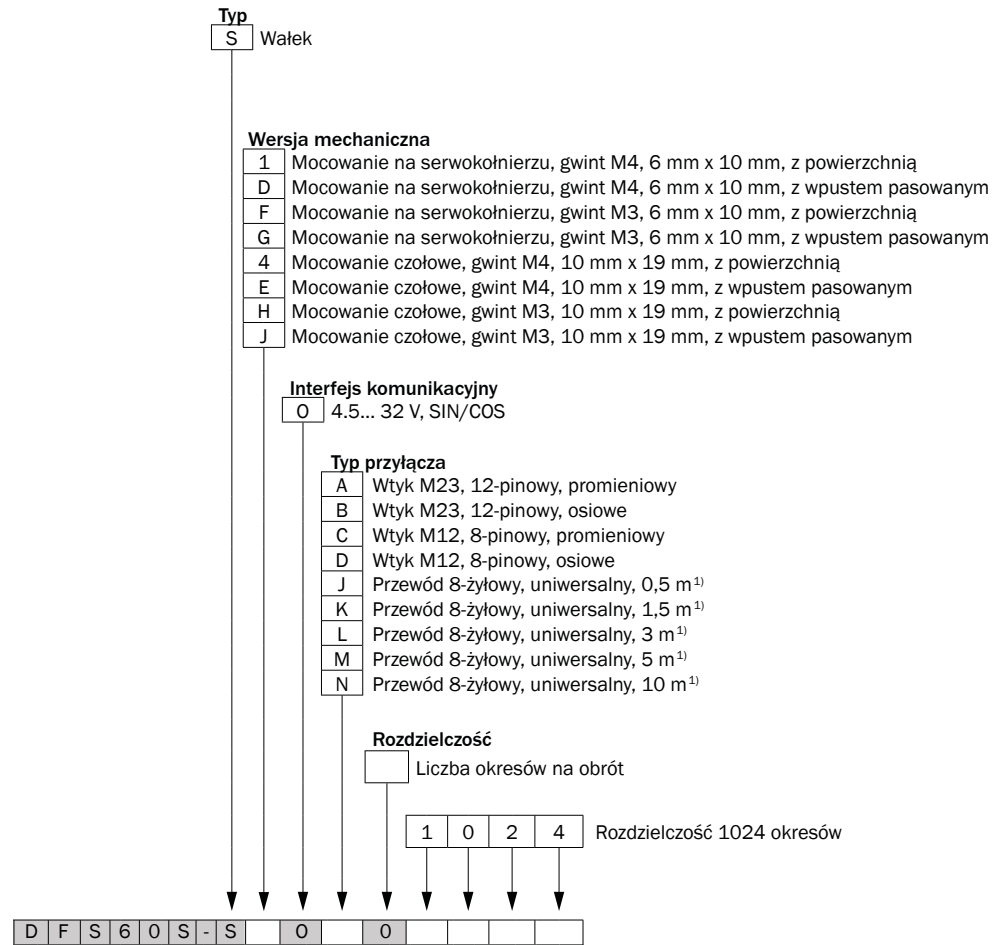 Typ
S Wałek
Wersja mechaniczna
1 Mocowanie na serwokołnierzu, gwint M4, 6 mm x 10 mm, z powierzchnią
D Mocowanie na serwokołnierzu, gwint M4, 6 mm x 10 mm, z wpustem pasowanym
F Mocowanie na serwokołnierzu, gwint M3, 6 mm x 10 mm, z powierzchnią
G Mocowanie na serwokołnierzu, gwint M3, 6 mm x 10 mm, z wpustem pasowanym
4 Mocowanie czołowe, gwint M4, 10 mm x 19 mm, z powierzchnią
E Mocowanie czołowe, gwint M4, 10 mm x 19 mm, z wpustem pasowanym
H Mocowanie czołowe, gwint M3, 10 mm x 19 mm, z powierzchnią
J Mocowanie czołowe, gwint M3, 10 mm x 19 mm, z wpustem pasowanym
Interfejs komunikacyjny
O 4.5... 32 V, SIN/COS
Typ przyłącza
A Wtyk M23, 12-pinowy, promieniowy
B Wtyk M23, 12-pinowy, osiowe
C Wtyk M12, 8-pinowy, promieniowy
D Wtyk M12, 8-pinowy, osiowe
J Przewód 8-żyłowy, uniwersalny, 0,5 m1)
K Przewód 8-żyłowy, uniwersalny, 1,5 m1)
L Przewód 8-żyłowy, uniwersalny, 3 m1)
M Przewód 8-żyłowy, uniwersalny, 5 m1)
N Przewód 8-żyłowy, uniwersalny, 10 m1)
Rozdzielczość
Liczba okresów na obrót
1 0 2 4 Rozdzielczość 1024 okresów
D F S 6 0 S - S O 0